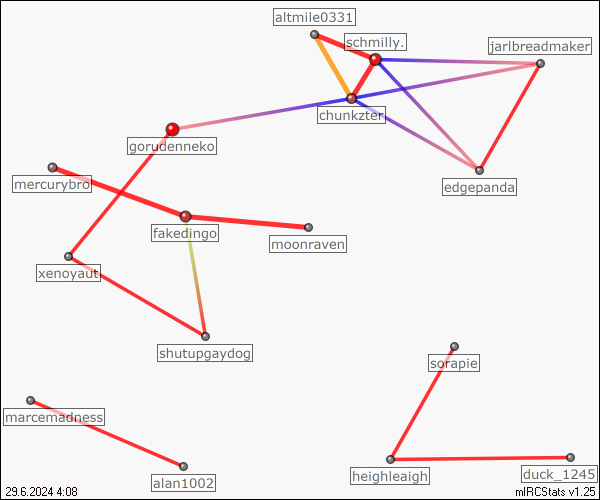 altmile0331
schmilly.
jarlbreadmaker
chunkzter
gorudenneko
mercurybro
edgepanda
fakedingo
moonraven
xenoyaut
shutupgaydog
sorapie
marcemadness
alan1002
heighleaigh
duck_1245
29.6.2024 4:08
mIRCStats v1.25